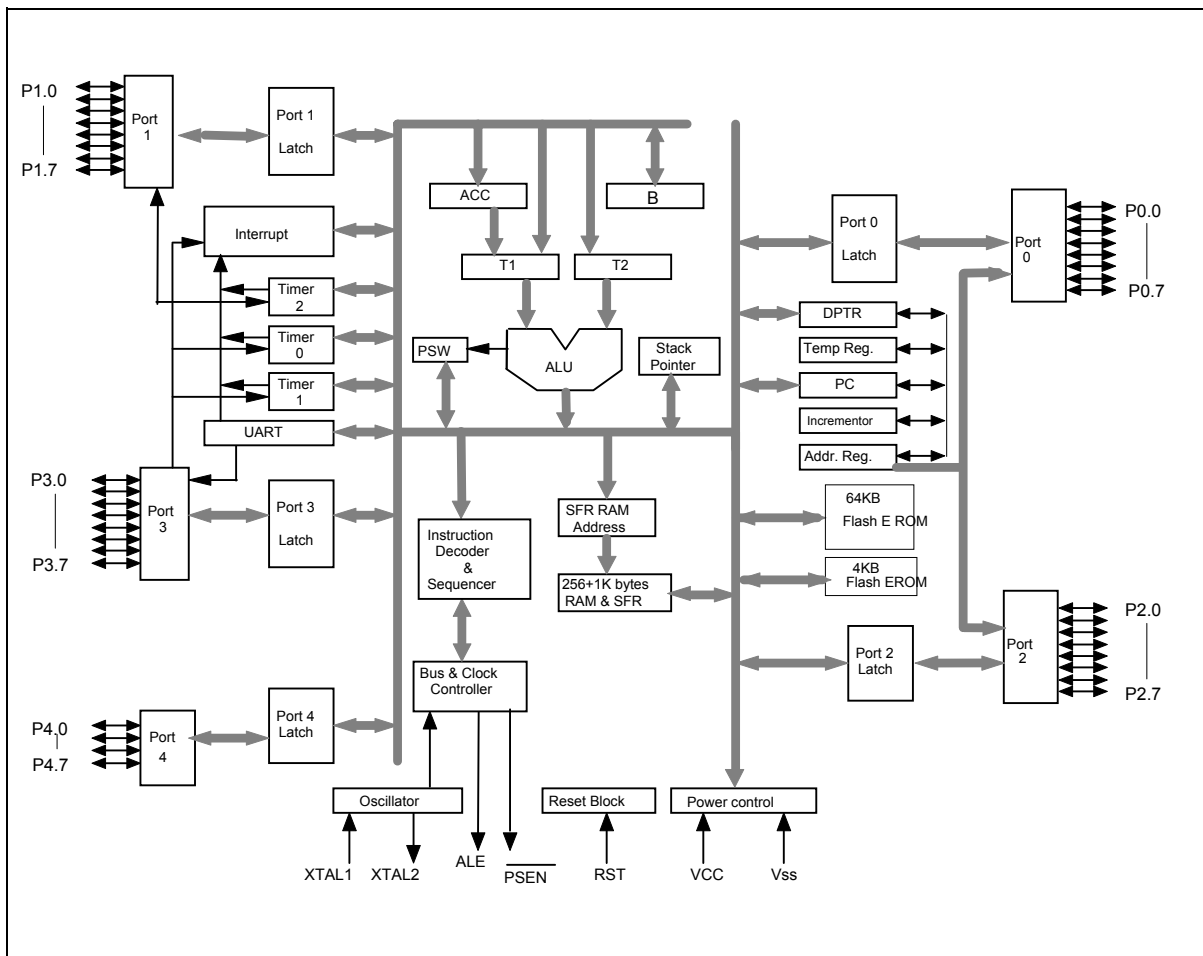 P1.0
P1.7
Port
1
Port 1
Latch
ACC
B
Interrupt
T1
T2
Port 0
Latch
Port
0
P0.0
P0.7
Timer
2
Timer
0
Timer
1
UART
PSW
ALU
Stack
Pointer
DPTR
Temp Reg.
PC
Incrementor
Addr. Reg.
P3.0
P3.7
Port
3
Port 3
Latch
Instruction
Decoder
&
Sequencer
SFR RAM
Address
256+1K bytes
RAM & SFR
64KB
Flash E ROM
4KB
Flash EROM
Port 2
Latch
Port
2
P2.0
P2.7
Bus & Clock
Controller
P4.0
P4.7
Port
4
Port 4
Latch
Oscillator
Reset Block
Power control
XTAL1
XTAL2
ALE
PSEN
RST
VCC
Vss